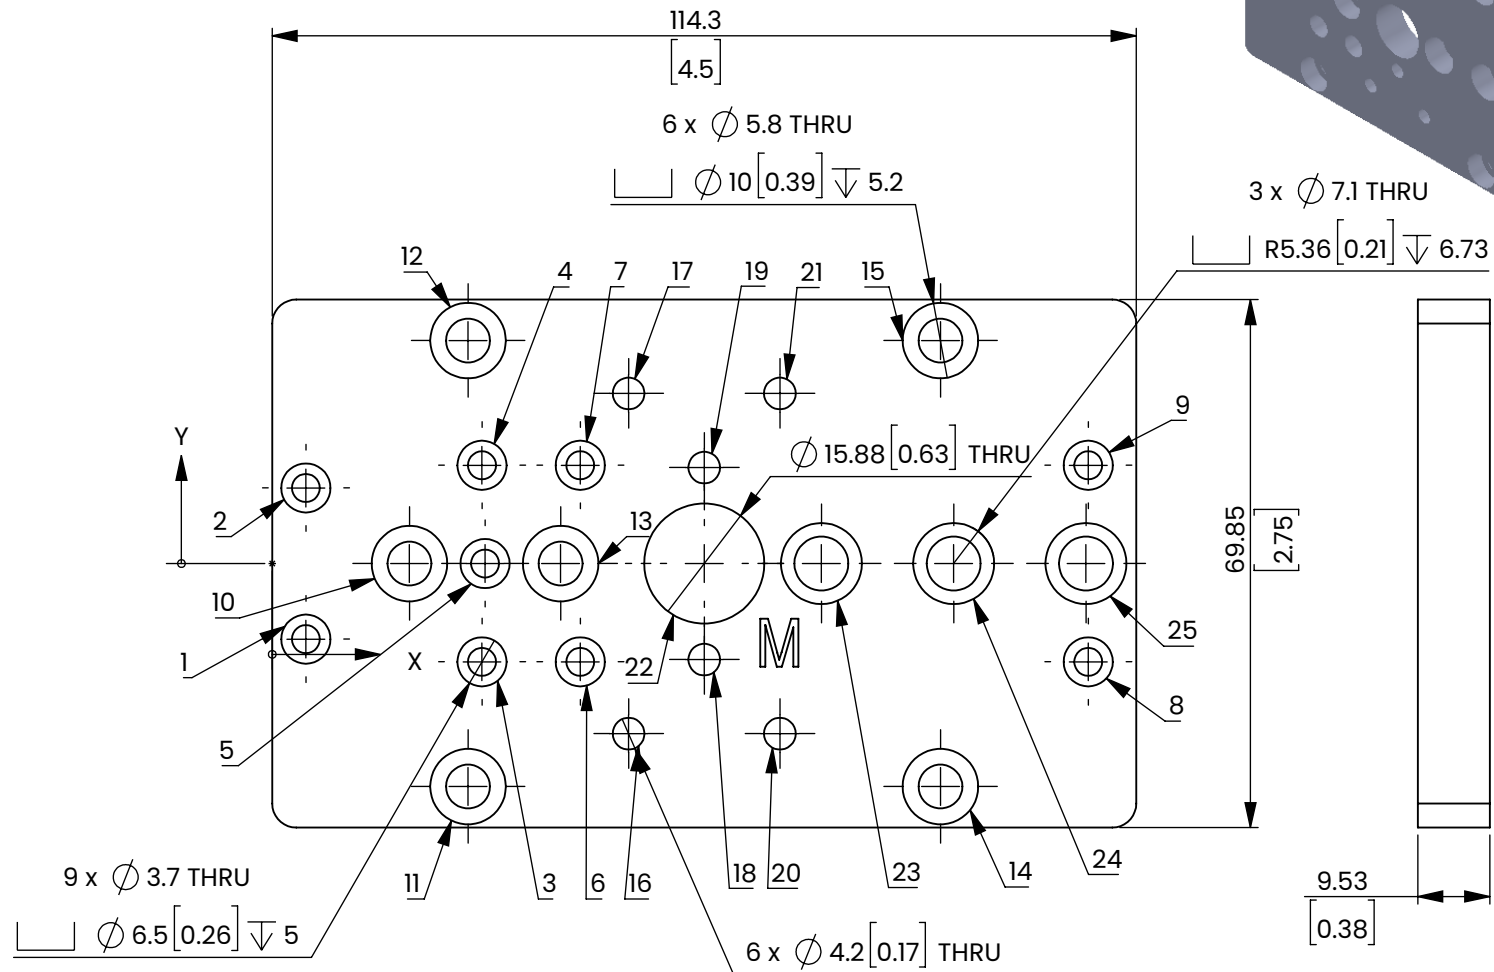 114.3
[4.5]
6 x ∅ 5.8 THRU
⌴ ∅ 10 [0.39] ↧ 5.2
3 x ∅ 7.1 THRU
⌴ R5.36 [0.21] ↧ 6.73
12
4
7
17
19
21
15
9
Y
∅ 15.88 [0.63] THRU
2
13
69.85
[2.75]
10
25
1
X
22
M
8
5
24
18
20
23
14
11
3
6
16
9 x ∅ 3.7 THRU
⌴ ∅ 6.5 [0.26] ↧ 5
9.53
[0.38]
6 x ∅ 4.2 [0.17] THRU